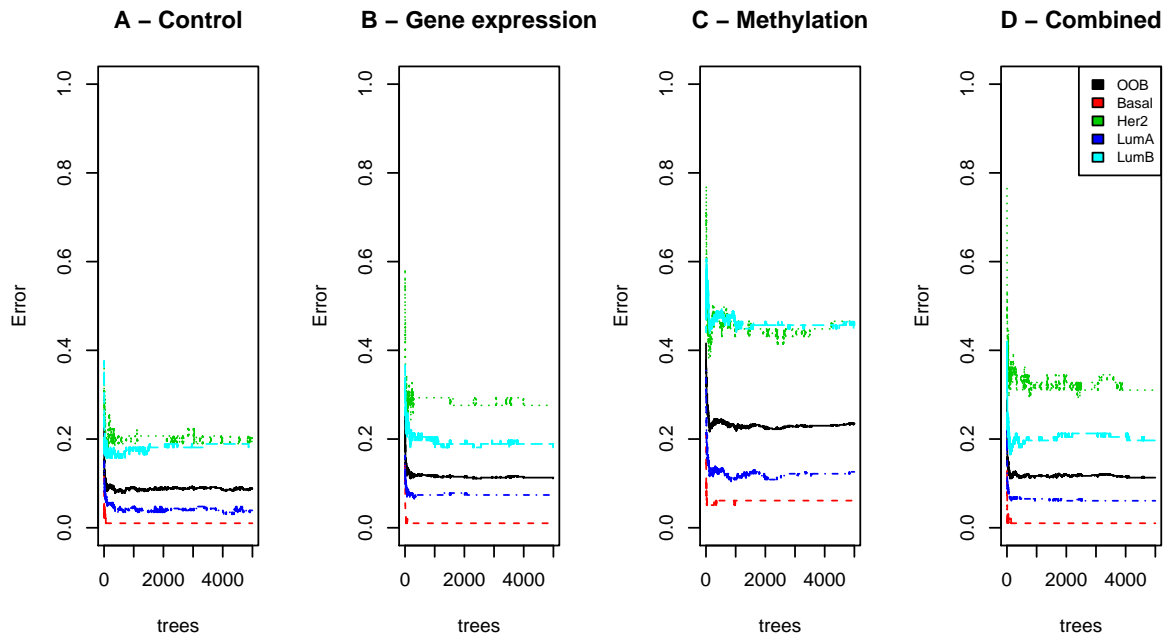 A – Control
B – Gene expression
C – Methylation
D – Combined
Error
1.0
0.8
0.6
0.4
0.2
0.0
0
2000
4000
trees
Error
1.0
0.8
0.6
0.4
0.2
0.0
0
2000
4000
trees
Error
1.0
0.8
0.6
0.4
0.2
0.0
0
2000
4000
trees
Error
1.0
0.8
0.6
0.4
0.2
0.0
0
2000
4000
trees
OOB
Basal
Her2
LumA
LumB